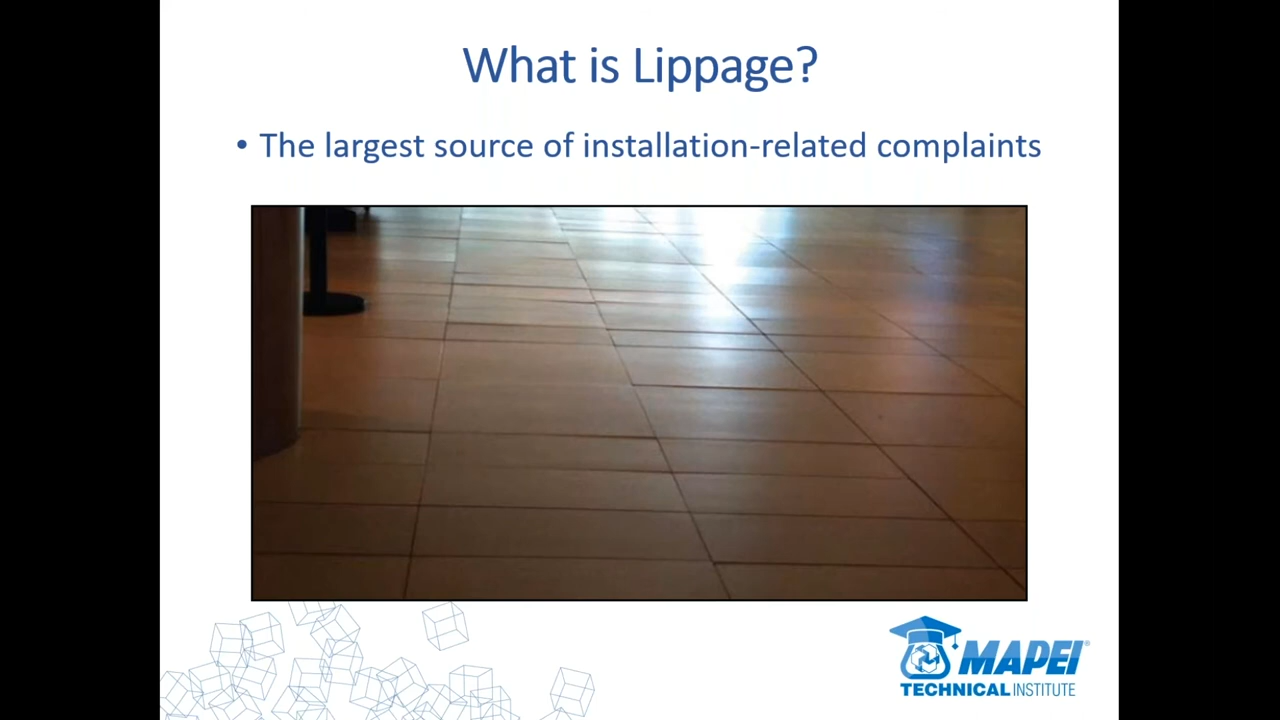 What is Lippage?
• The largest source of installation-related complaints
MAPEI®
TECHNICAL INSTITUTE